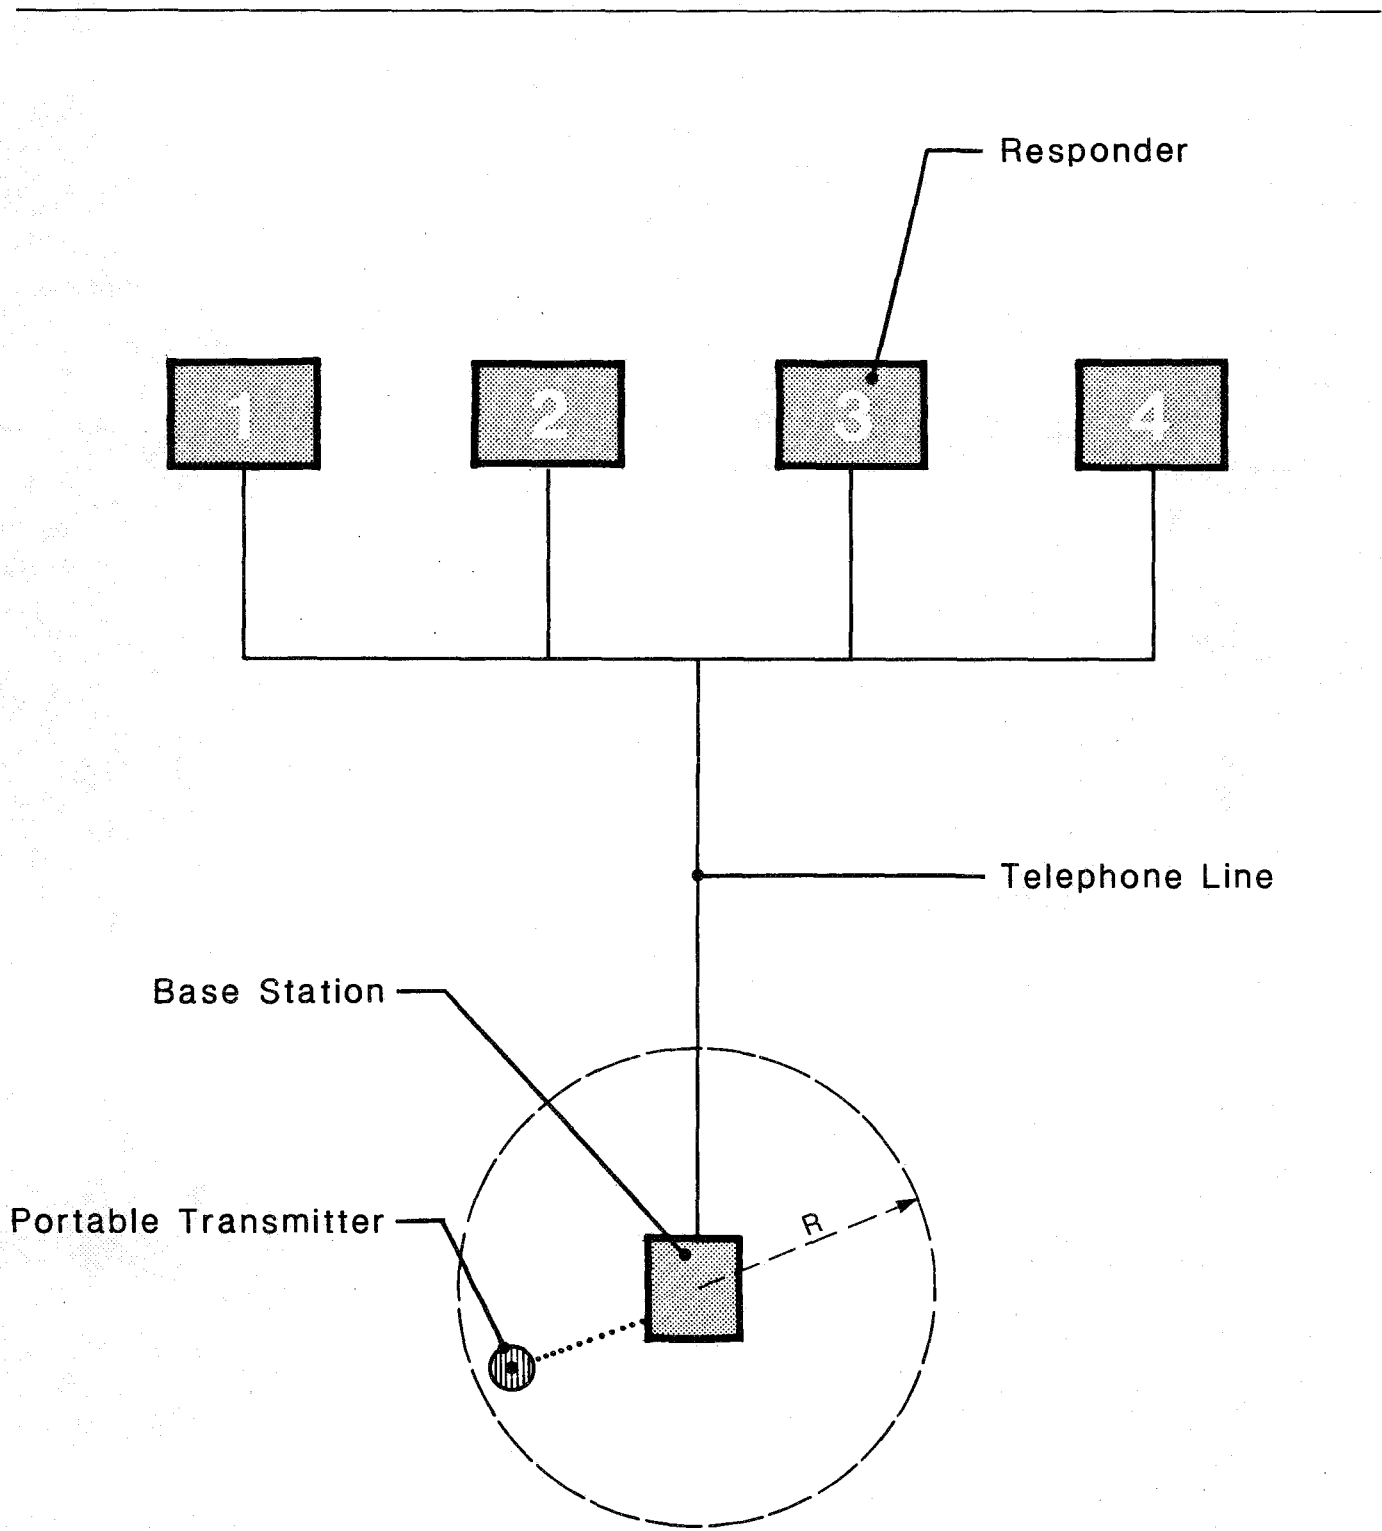 Responder
1 2 3 4
Telephone Line
Base Station
Portable Transmitter
R